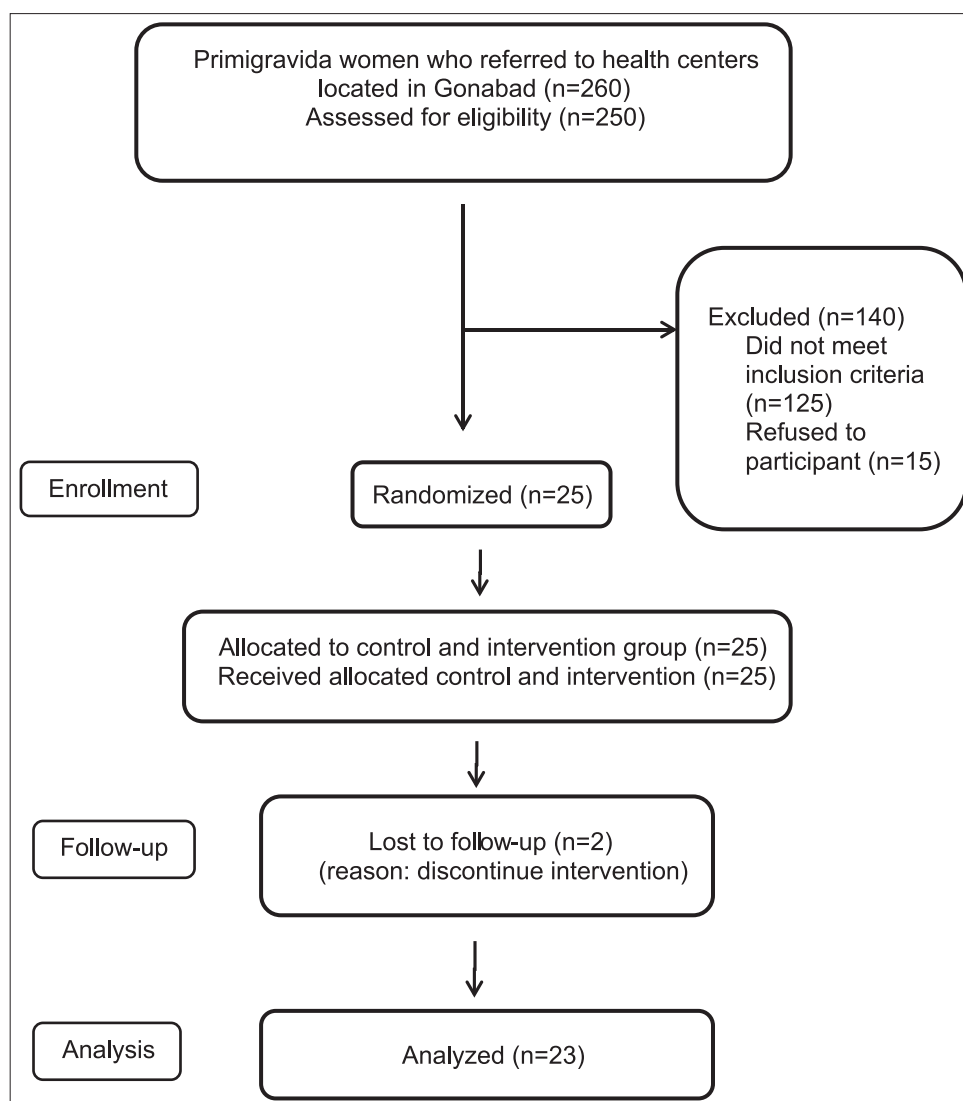 Primigravida women who referred to health centers
located in Gonabad (n=260)
Assessed for eligibility (n=250)
Excluded (n=140)
Did not meet
inclusion criteria
(n=125)
Refused to
participant (n=15)
Enrollment
Randomized (n=25)
Allocated to control and intervention group (n=25)
Received allocated control and intervention (n=25)
Follow-up
Lost to follow-up (n=2)
(reason: discontinue intervention)
Analysis
Analyzed (n=23)